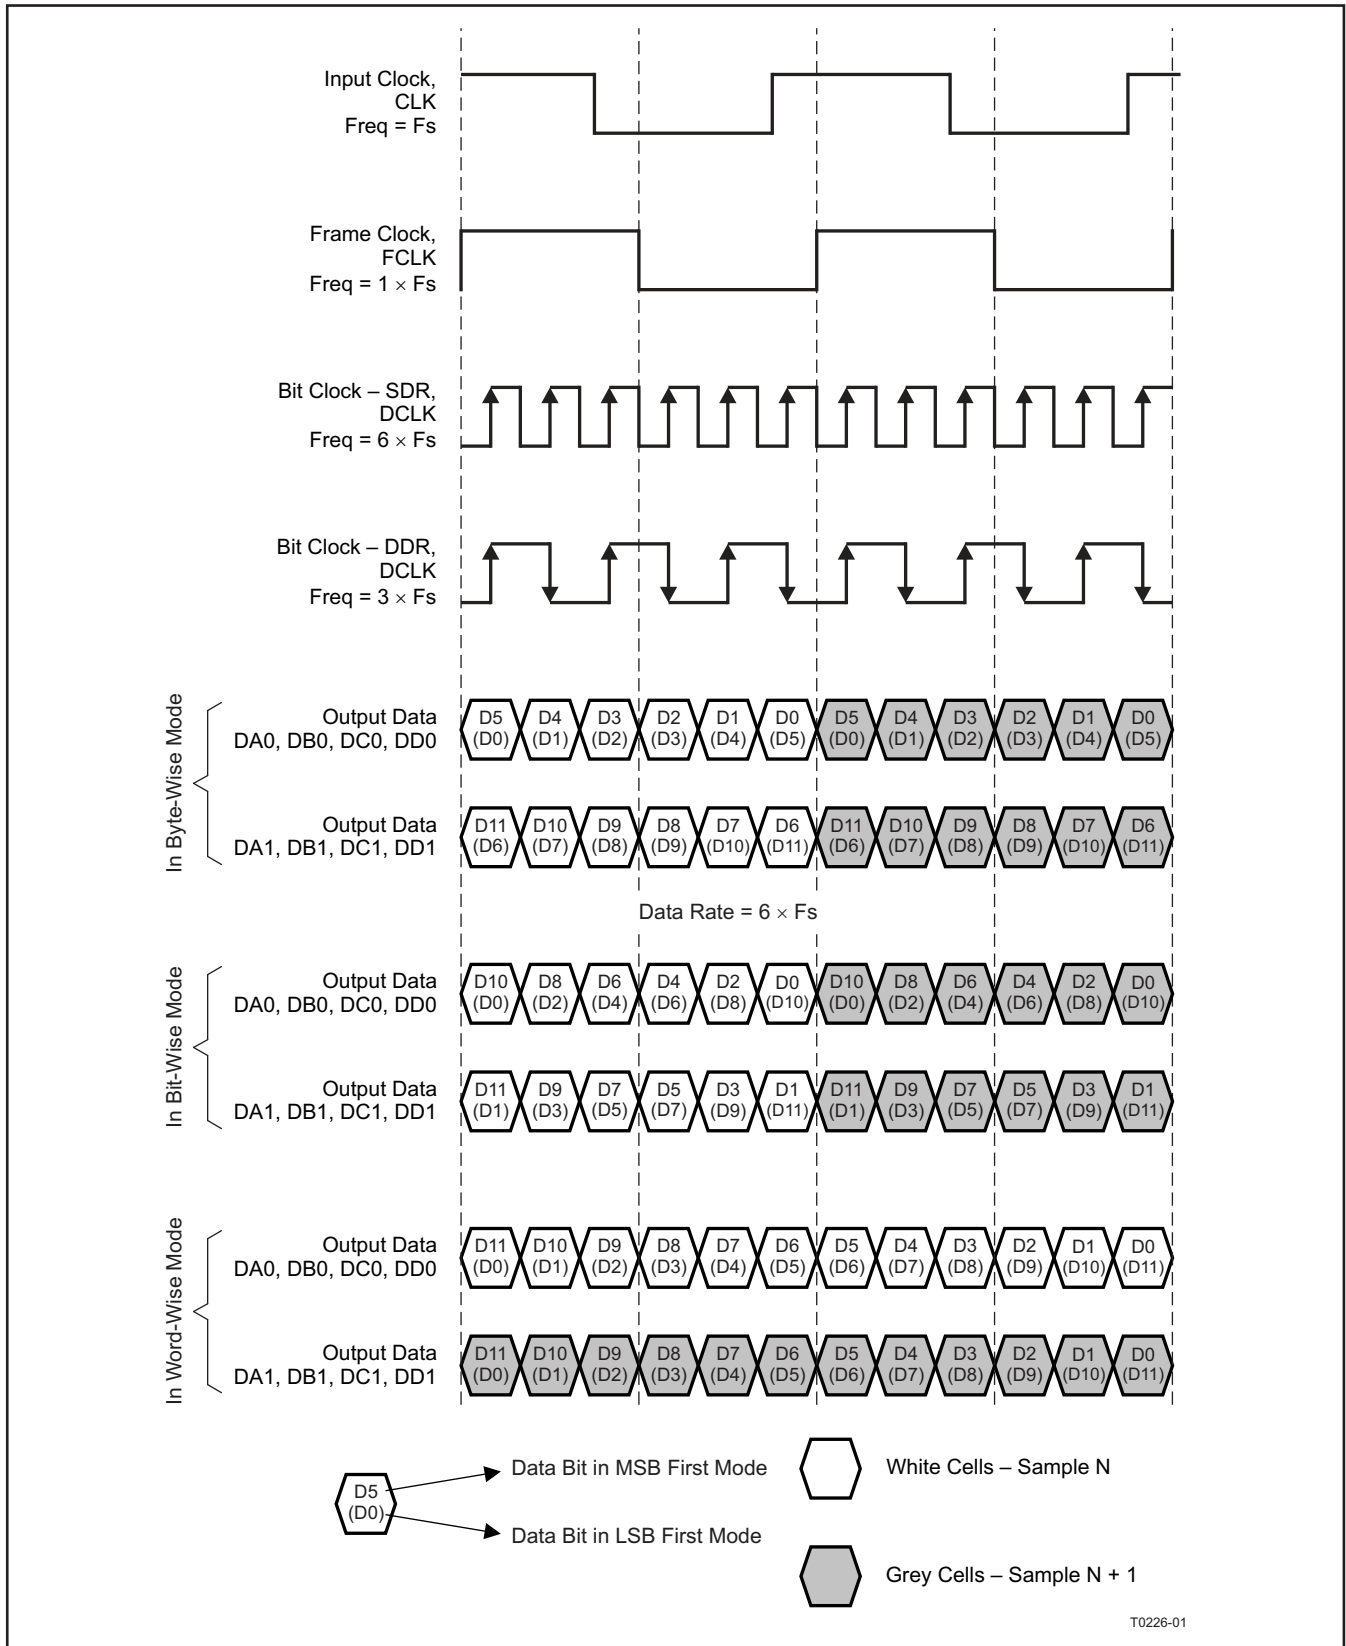 Input Clock,
CLK
Freq = Fs
Frame Clock,
FCLK
Freq = 1 × Fs
Bit Clock – SDR,
DCLK
Freq = 6 × Fs
Bit Clock – DDR,
DCLK
Freq = 3 × Fs
In Byte-Wise Mode
Output Data
DA0, DB0, DC0, DD0
D5 D4 D3 D2 D1 D0 D5 D4 D3 D2 D1 D0
(D0) (D1) (D2) (D3) (D4) (D5) (D0) (D1) (D2) (D3) (D4) (D5)
Output Data
DA1, DB1, DC1, DD1
D11 D10 D9 D8 D7 D6 D11 D10 D9 D8 D7 D6
(D6) (D7) (D8) (D9) (D10) (D11) (D6) (D7) (D8) (D9) (D10) (D11)
Data Rate = 6 × Fs
In Bit-Wise Mode
Output Data
DA0, DB0, DC0, DD0
D10 D8 D6 D4 D2 D0 D10 D8 D6 D4 D2 D0
(D0) (D2) (D4) (D6) (D8) (D10) (D0) (D2) (D4) (D6) (D8) (D10)
Output Data
DA1, DB1, DC1, DD1
D11 D9 D7 D5 D3 D1 D11 D9 D7 D5 D3 D1
(D1) (D3) (D5) (D7) (D9) (D11) (D1) (D3) (D5) (D7) (D9) (D11)
In Word-Wise Mode
Output Data
DA0, DB0, DC0, DD0
D11 D10 D9 D8 D7 D6 D5 D4 D3 D2 D1 D0
(D0) (D1) (D2) (D3) (D4) (D5) (D6) (D7) (D8) (D9) (D10) (D11)
Output Data
DA1, DB1, DC1, DD1
D11 D10 D9 D8 D7 D6 D5 D4 D3 D2 D1 D0
(D0) (D1) (D2) (D3) (D4) (D5) (D6) (D7) (D8) (D9) (D10) (D11)
D5
(D0)
Data Bit in MSB First Mode
Data Bit in LSB First Mode
White Cells – Sample N
Grey Cells – Sample N + 1
T0226-01